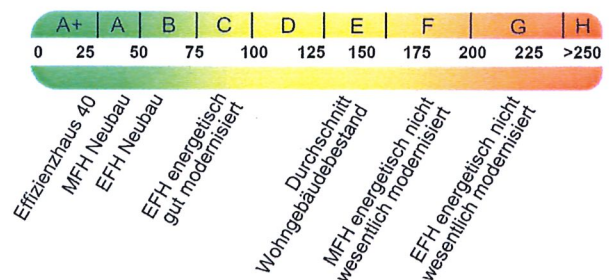 A+ A B C D E F G H
0 25 50 75 100 125 150 175 200 225 >250
Effizienzhaus 40
MFH Neubau
EFH Neubau
EFH energetisch
gut modernisiert
Durchschnitt
Wohngebäudebestand
MFH energetisch nicht
wesentlich modernisiert
EFH energetisch nicht
wesentlich modernisiert